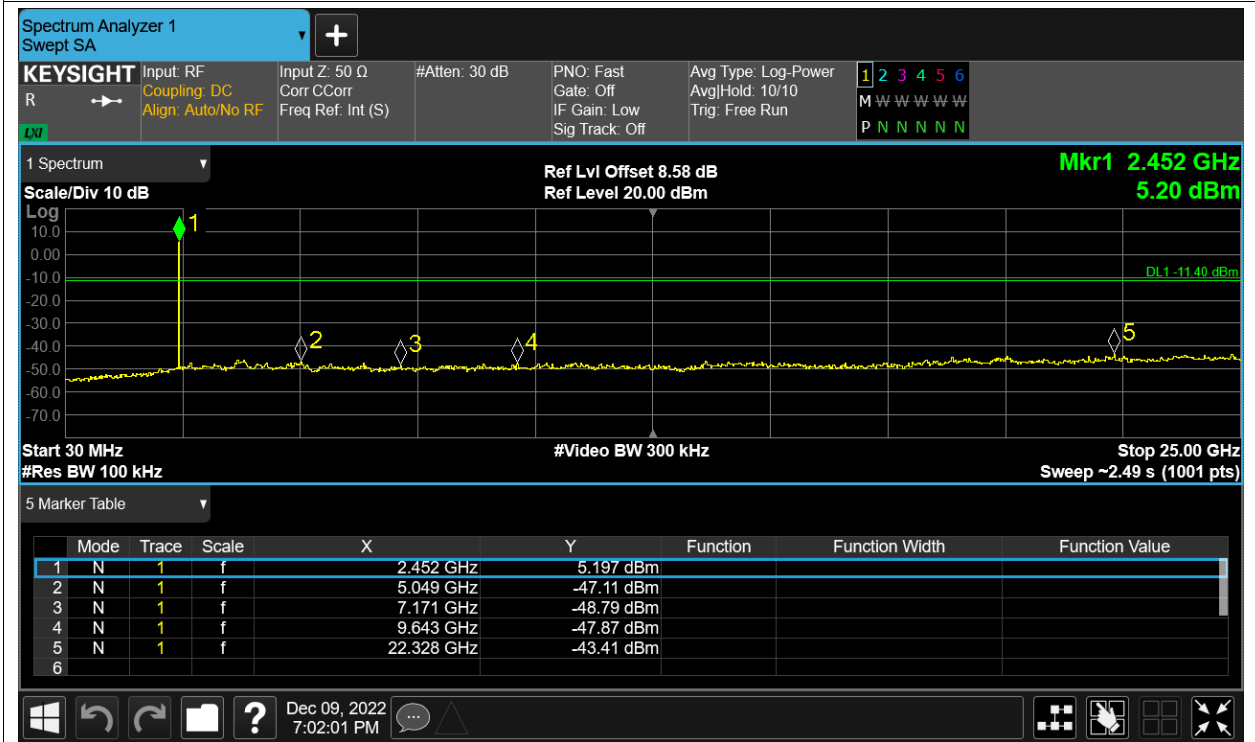 Spectrum Analyzer 1
Swept SA
+
KEYSIGHT Input: RF Input Z: 50 Ω #Atten: 30 dB PNO: Fast Avg Type: Log-Power 1 2 3 4 5 6
R Coupling: DC Corr CCorr Gate: Off Avg|Hold: 10/10 M W W W W W
Align: Auto/No RF Freq Ref: Int (S) IF Gain: Low Trig: Free Run
LXI Sig Track: Off P N N N N N
1 Spectrum Ref Lvl Offset 8.58 dB Mkr1 2.452 GHz
Scale/Div 10 dB Ref Level 20.00 dBm 5.20 dBm
Log
1
10.0
0.00
DL1 -11.40 dBm
-10.0
-20.0
-30.0
2 3 4 5
-40.0
-50.0
-60.0
-70.0
Start 30 MHz #Video BW 300 kHz Stop 25.00 GHz
#Res BW 100 kHz Sweep ~2.49 s (1001 pts)
5 Marker Table
Mode Trace Scale X Y Function Function Width Function Value
1 N 1 f 2.452 GHz 5.197 dBm
2 N 1 f 5.049 GHz -47.11 dBm
3 N 1 f 7.171 GHz -48.79 dBm
4 N 1 f 9.643 GHz -47.87 dBm
5 N 1 f 22.328 GHz -43.41 dBm
6
? Dec 09, 2022
7:02:01 PM